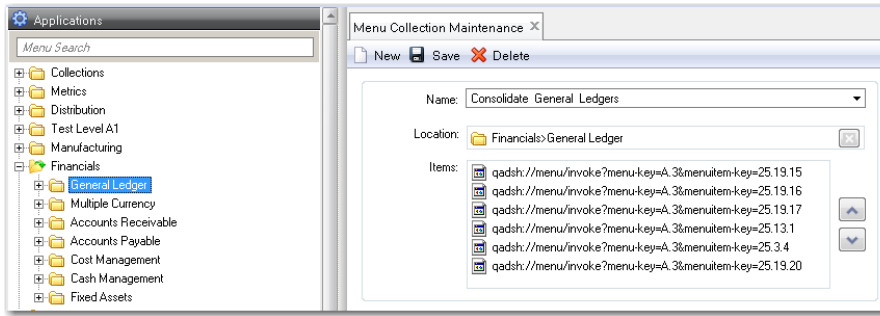 Applications
Menu Search
Collections
Metrics
Distribution
Test Level A1
Manufacturing
Financials
General Ledger
Multiple Currency
Accounts Receivable
Accounts Payable
Cost Management
Cash Management
Fixed Assets
Menu Collection Maintenance X
New Save Delete
Name: Consolidate General Ledgers
Location: Financials>General Ledger
Items:
qadsh://menu/invoke?menu-key=A.3&menuitem-key=25.19.15
qadsh://menu/invoke?menu-key=A.3&menuitem-key=25.19.16
qadsh://menu/invoke?menu-key=A.3&menuitem-key=25.19.17
qadsh://menu/invoke?menu-key=A.3&menuitem-key=25.13.1
qadsh://menu/invoke?menu-key=A.3&menuitem-key=25.3.4
qadsh://menu/invoke?menu-key=A.3&menuitem-key=25.19.20